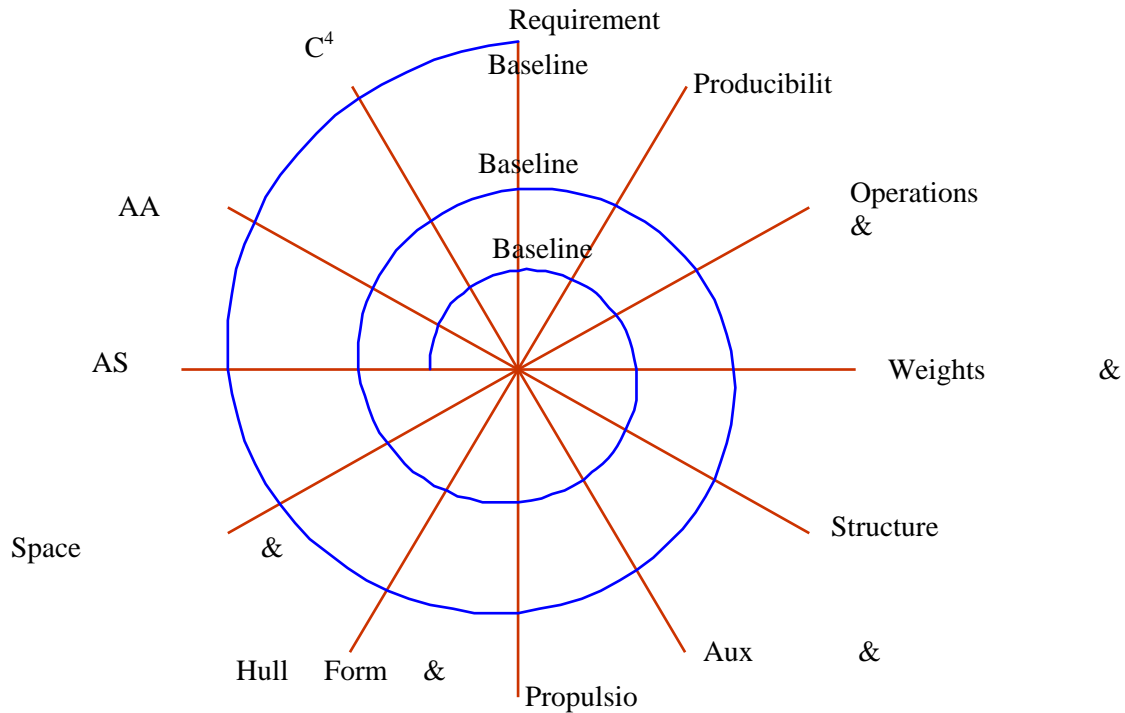 Requirement
C⁴
Baseline
Producibilit
Baseline
AA
Operations
&
Baseline
AS
Weights &
Structure
Space &
Aux &
Hull Form &
Propulsio